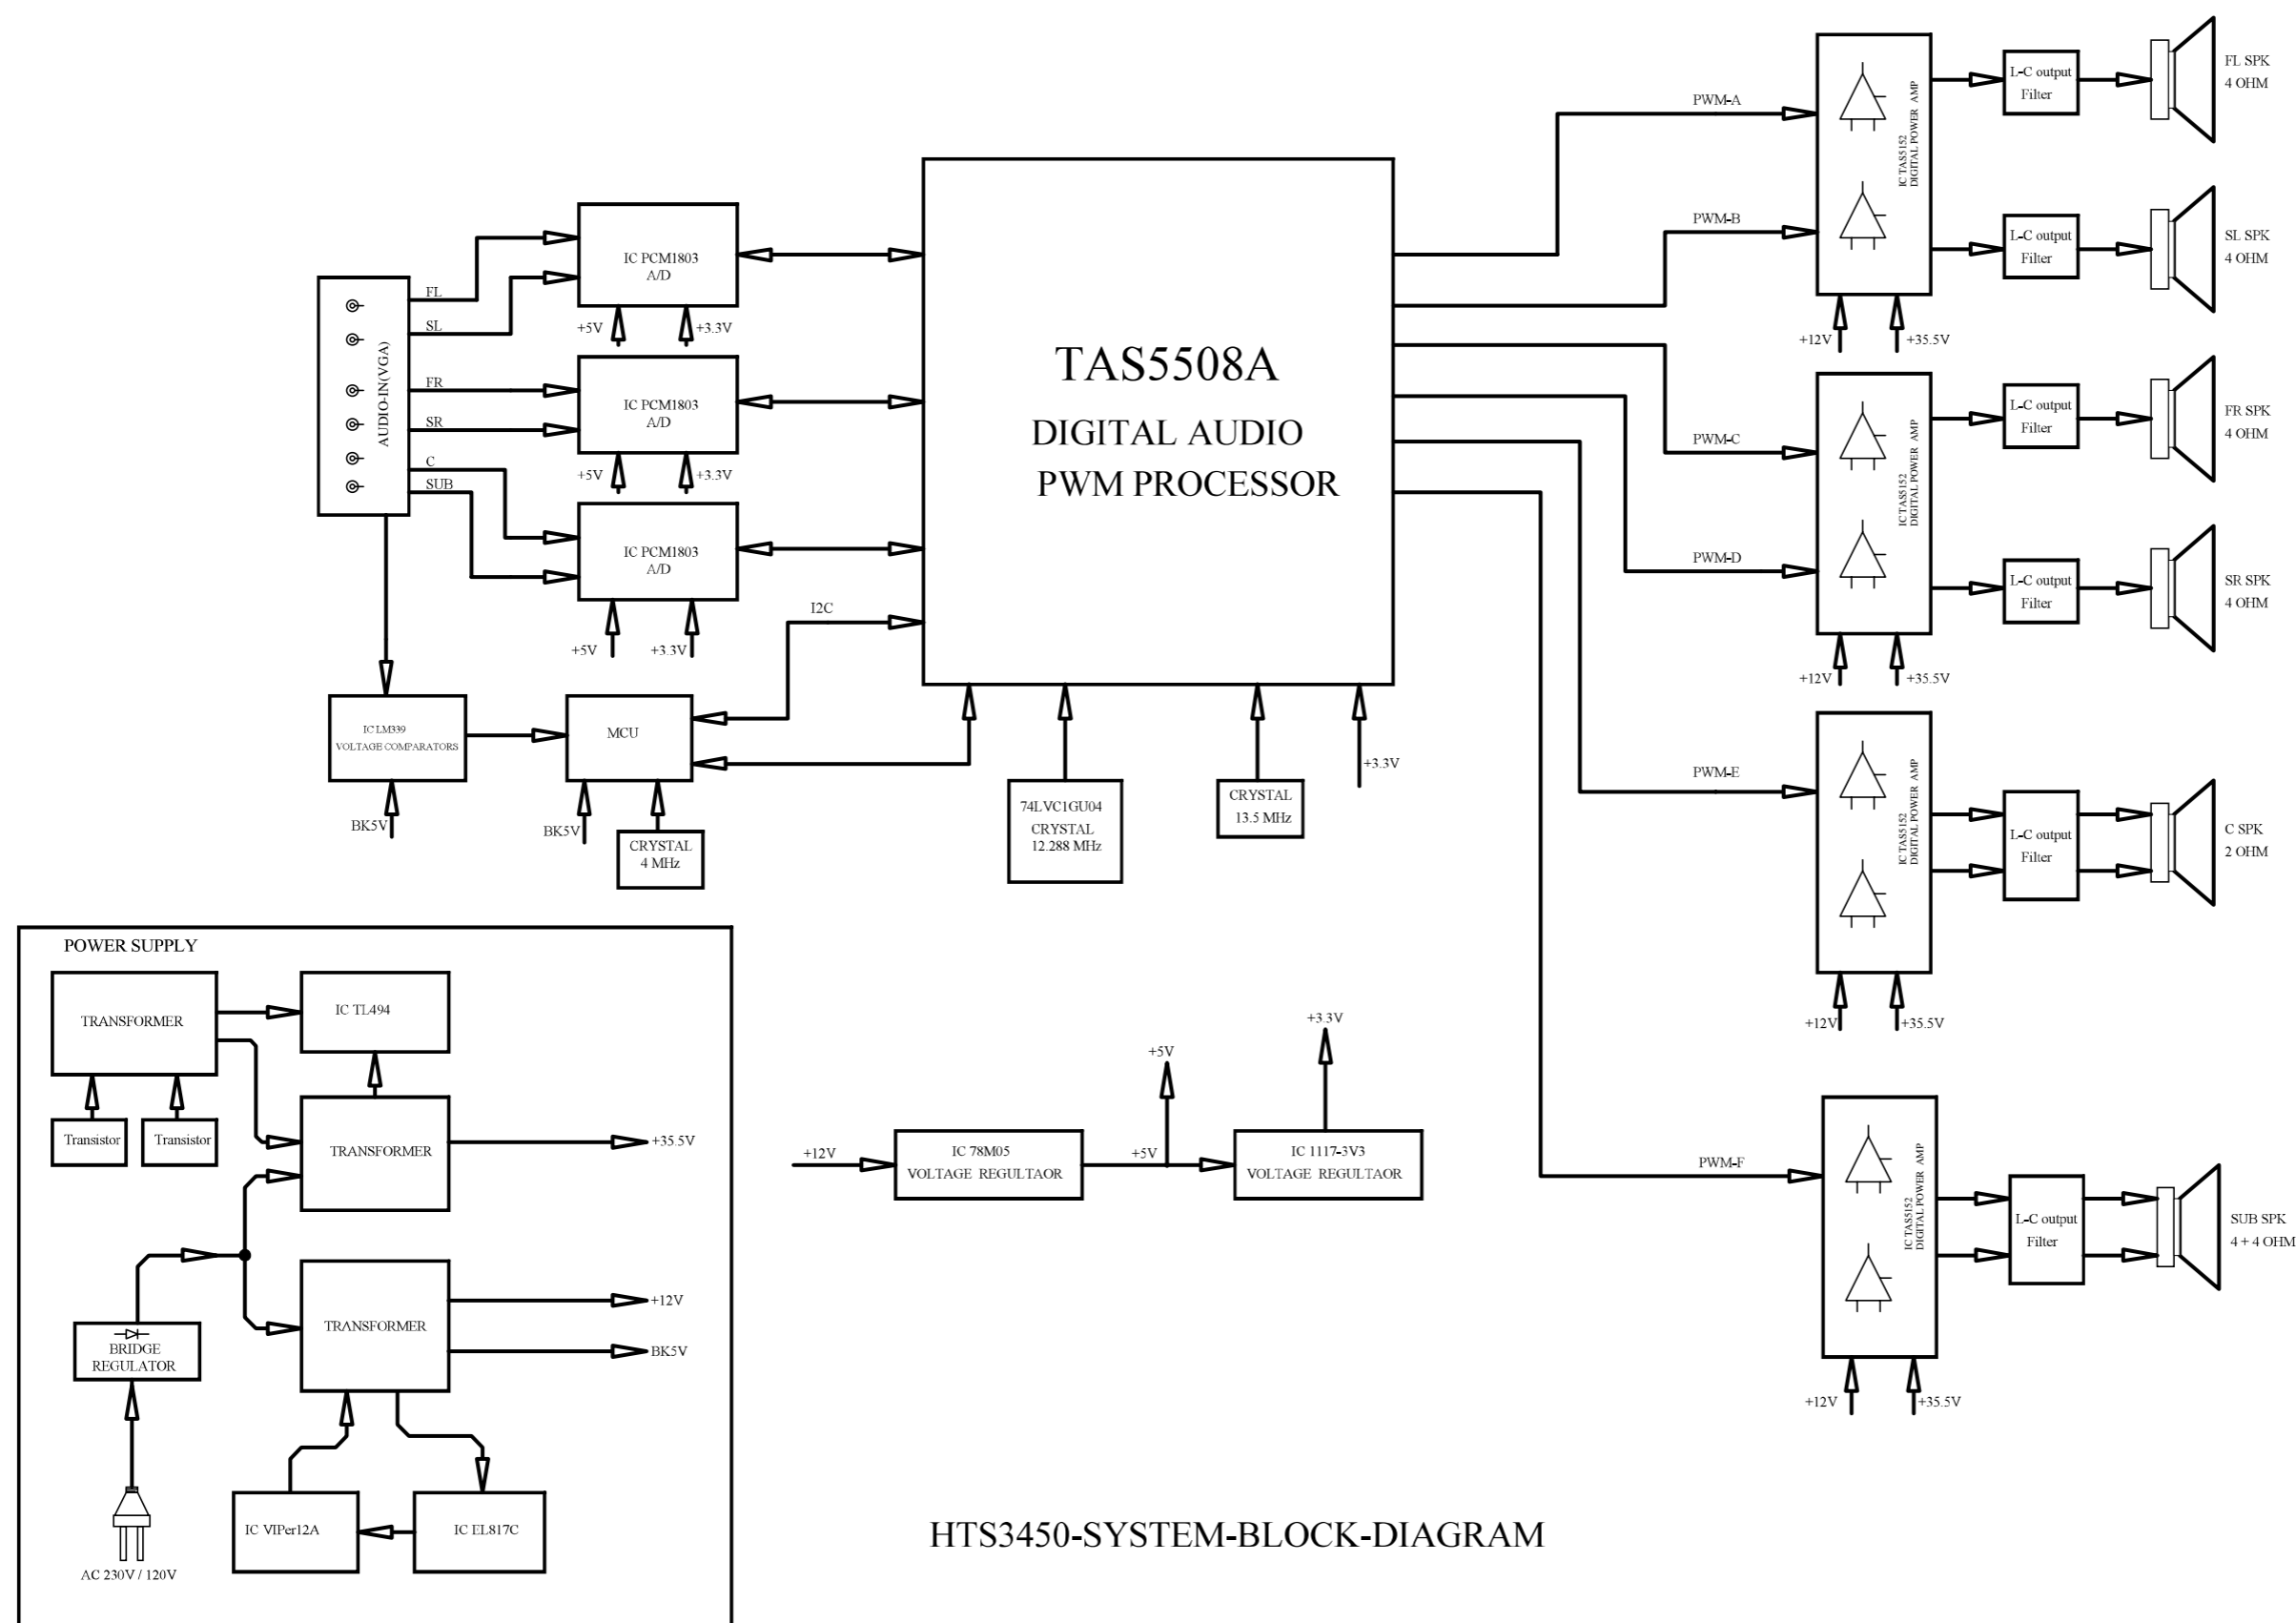 FL SPK
4 OHM
L-C output
Filter
PWM-A
IC TAS5152
DIGITAL POWER AMP
PWM-B
SL SPK
4 OHM
L-C output
Filter
+12V
+35.5V
IC PCM1803
A/D
+5V
+3.3V
AUDIO-IN(VGA)
FL
SL
FR
SR
C
SUB
IC PCM1803
A/D
+5V
+3.3V
IC PCM1803
A/D
+5V
+3.3V
TAS5508A
DIGITAL AUDIO
PWM PROCESSOR
I2C
FR SPK
4 OHM
L-C output
Filter
PWM-C
IC TAS5152
DIGITAL POWER AMP
PWM-D
SR SPK
4 OHM
L-C output
Filter
+12V
+35.5V
IC LM339
VOLTAGE COMPARATORS
BK5V
MCU
BK5V
CRYSTAL
4 MHz
74LVC1GU04
CRYSTAL
12.288 MHz
CRYSTAL
13.5 MHz
+3.3V
PWM-E
IC TAS5152
DIGITAL POWER AMP
L-C output
Filter
C SPK
2 OHM
+12V
+35.5V
POWER SUPPLY
TRANSFORMER
IC TL494
Transistor
Transistor
TRANSFORMER
+35.5V
TRANSFORMER
+12V
BK5V
BRIDGE
REGULATOR
IC VIPer12A
IC EL817C
AC 230V / 120V
+12V
IC 78M05
VOLTAGE REGULTAOR
+5V
+5V
IC 1117-3V3
VOLTAGE REGULTAOR
+3.3V
PWM-F
IC TAS5152
DIGITAL POWER AMP
L-C output
Filter
SUB SPK
4 + 4 OHM
+12V
+35.5V
HTS3450-SYSTEM-BLOCK-DIAGRAM